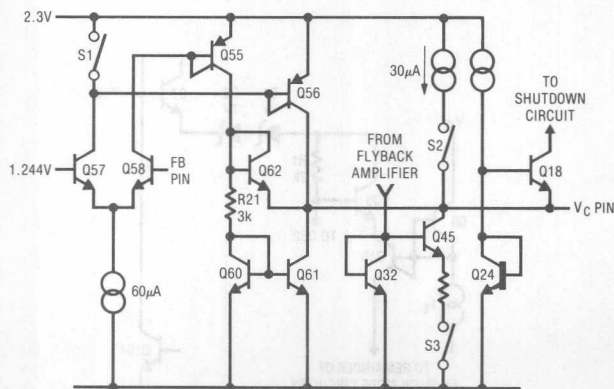 2.3V
S1
Q55
Q56
30μA
TO
SHUTDOWN
CIRCUIT
FROM
FLYBACK
AMPLIFIER
S2
1.244V
Q57
Q58
FB
PIN
Q62
Q18
R21
3k
VC PIN
Q45
60μA
Q60
Q61
Q32
Q24
S3